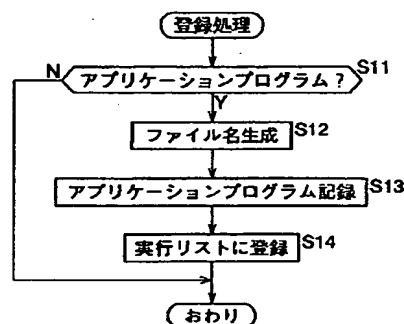 登録処理
N アプリケーションプログラム? S11
Y
ファイル名生成 S12
アプリケーションプログラム記録 S13
実行リストに登録 S14
おわり